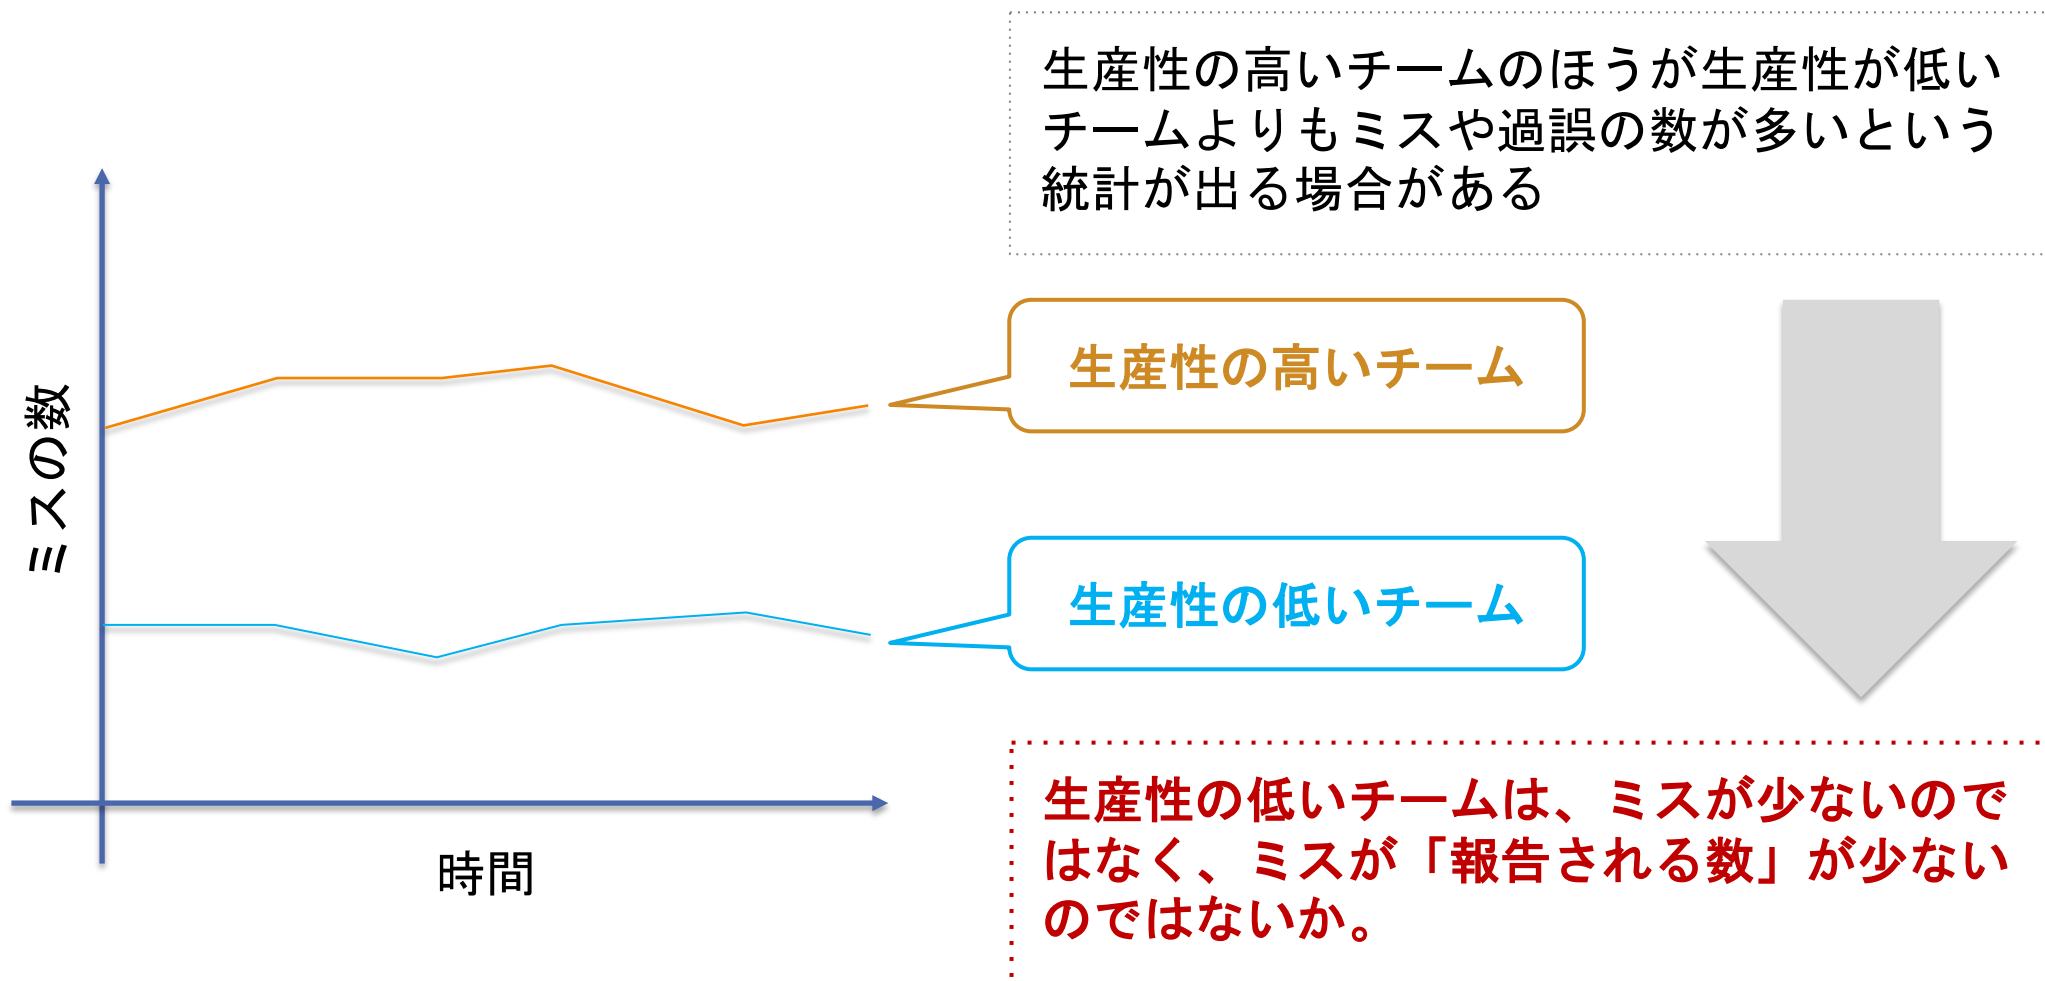 生産性の高いチームのほうが生産性が低い
チームよりもミスや過誤の数が多いという
統計が出る場合がある
生産性の高いチーム
ミスの数
生産性の低いチーム
時間
生産性の低いチームは、ミスが少ないので
はなく、ミスが「報告される数」が少ない
のではないか。